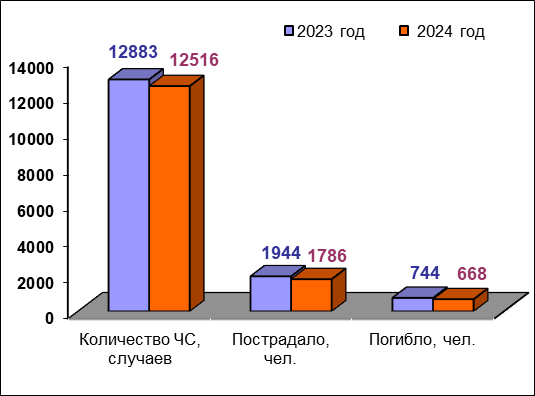 2023 год 2024 год
12883 12516
14000
12000
10000
8000
6000
4000
2000
0
1944 1786
744 668
Количество ЧС,
случаев
Пострадало,
чел.
Погибло, чел.